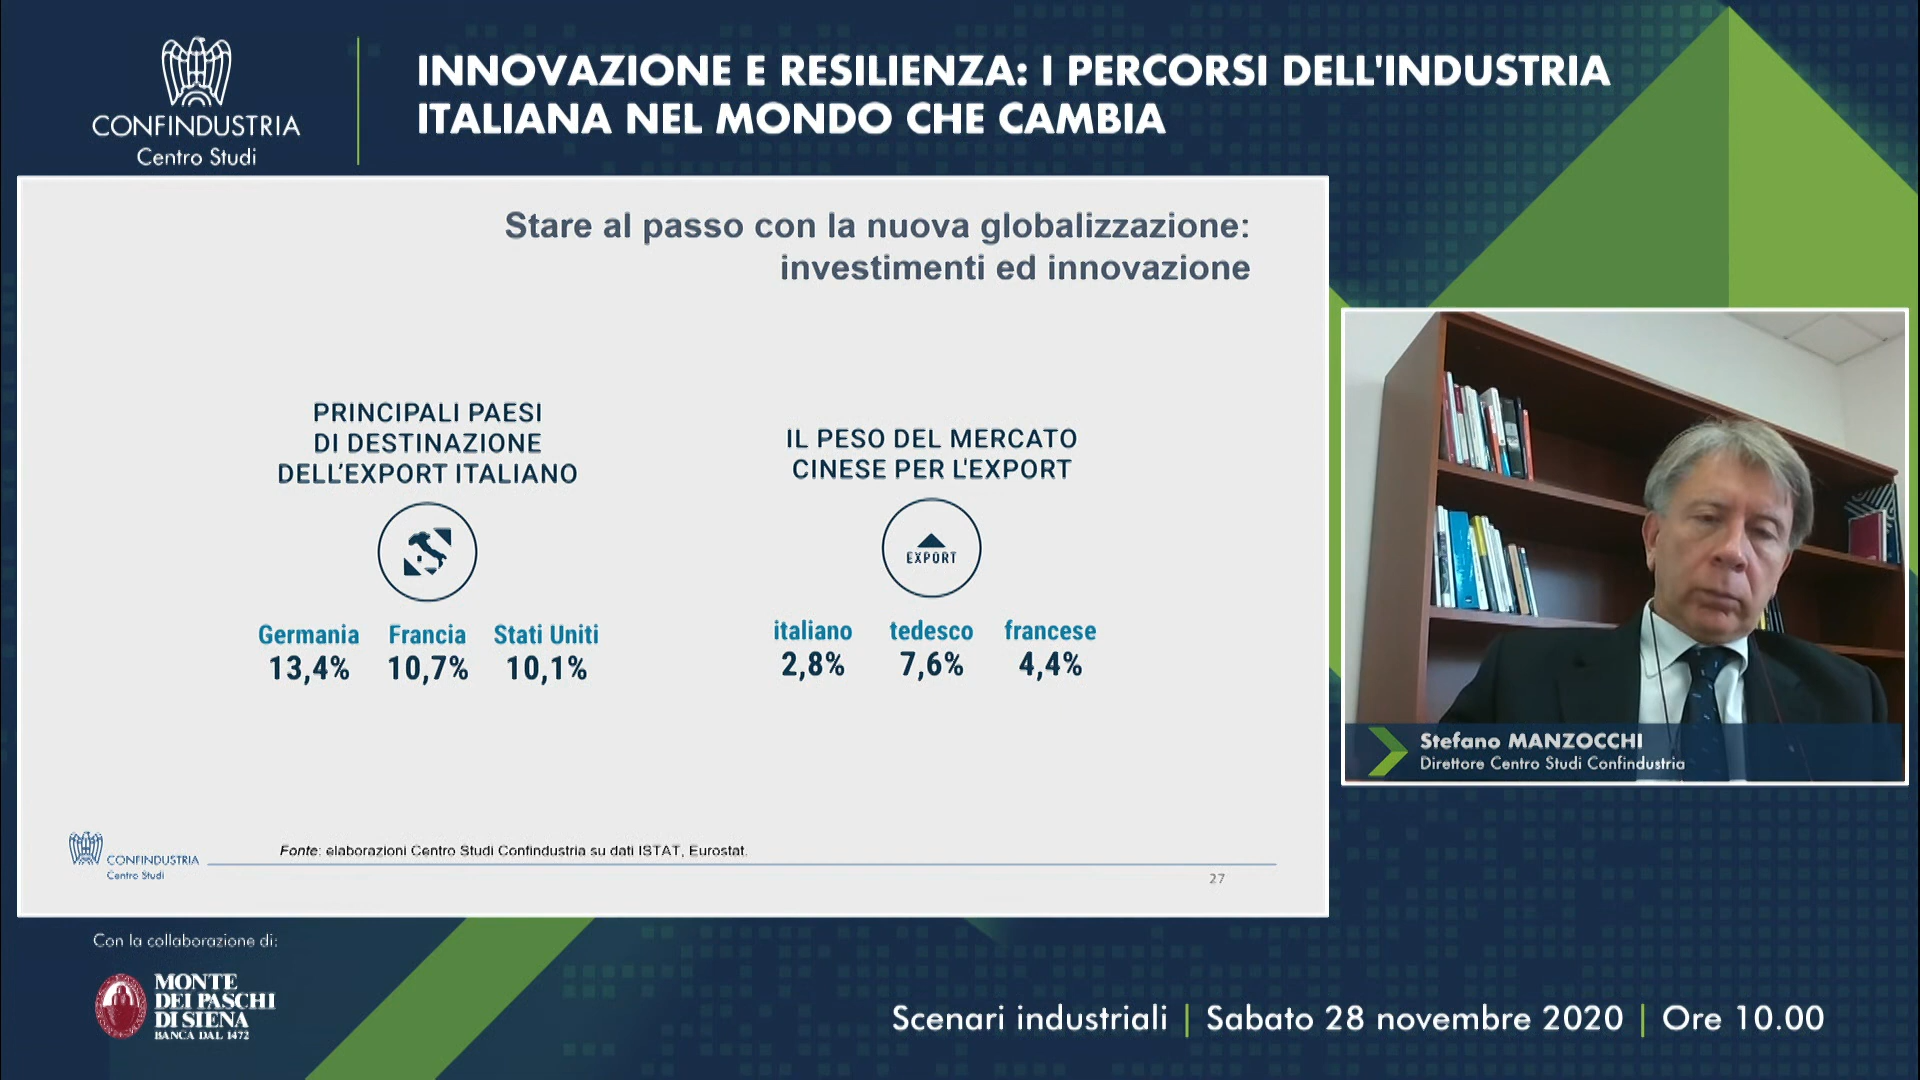 CONFINDUSTRIA
Centro Studi
INNOVAZIONE E RESILIENZA: I PERCORSI DELL'INDUSTRIA
ITALIANA NEL MONDO CHE CAMBIA
Stare al passo con la nuova globalizzazione:
investimenti ed innovazione
PRINCIPALI PAESI
DI DESTINAZIONE
DELL'EXPORT ITALIANO
Germania Francia Stati Uniti
13,4% 10,7% 10,1%
IL PESO DEL MERCATO
CINESE PER L'EXPORT
EXPORT
italiano tedesco francese
2,8% 7,6% 4,4%
Fonte: elaborazioni Centro Studi Confindustria su dati ISTAT, Eurostat.
CONFINDUSTRIA
Centro Studi
27
Stefano MANZOCCHI
Direttore Centro Studi Confindustria
Con la collaborazione di:
MONTE
DEI PASCHI
DI SIENA
BANCA DAL 1472
Scenari industriali | Sabato 28 novembre 2020 | Ore 10.00